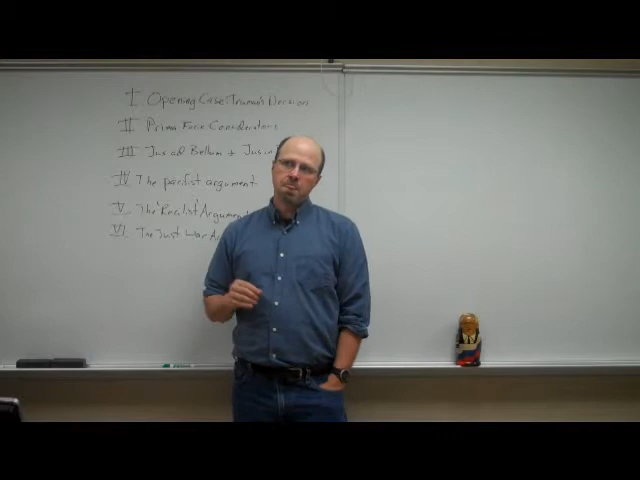 I Opening Case: Truman's Decision
II Prima Facie Considerations
III Jus ad Bellum + Jus in
IV The pacifist argument
V The "Realist" Argument
VI The Just War A